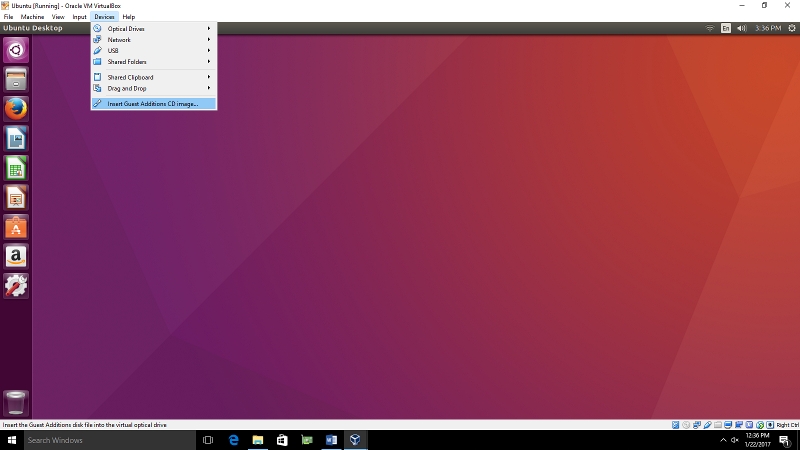 Ubuntu [Running] - Oracle VM VirtualBox
File Machine View Input Devices Help
Ubuntu Desktop
En
3:36 PM
Optical Drives
Network
USB
Shared Folders
Shared Clipboard
Drag and Drop
Insert Guest Additions CD image...
Insert the Guest Additions disk file into the virtual optical drive
Right Ctrl
Search Windows
12:36 PM
1/22/2017